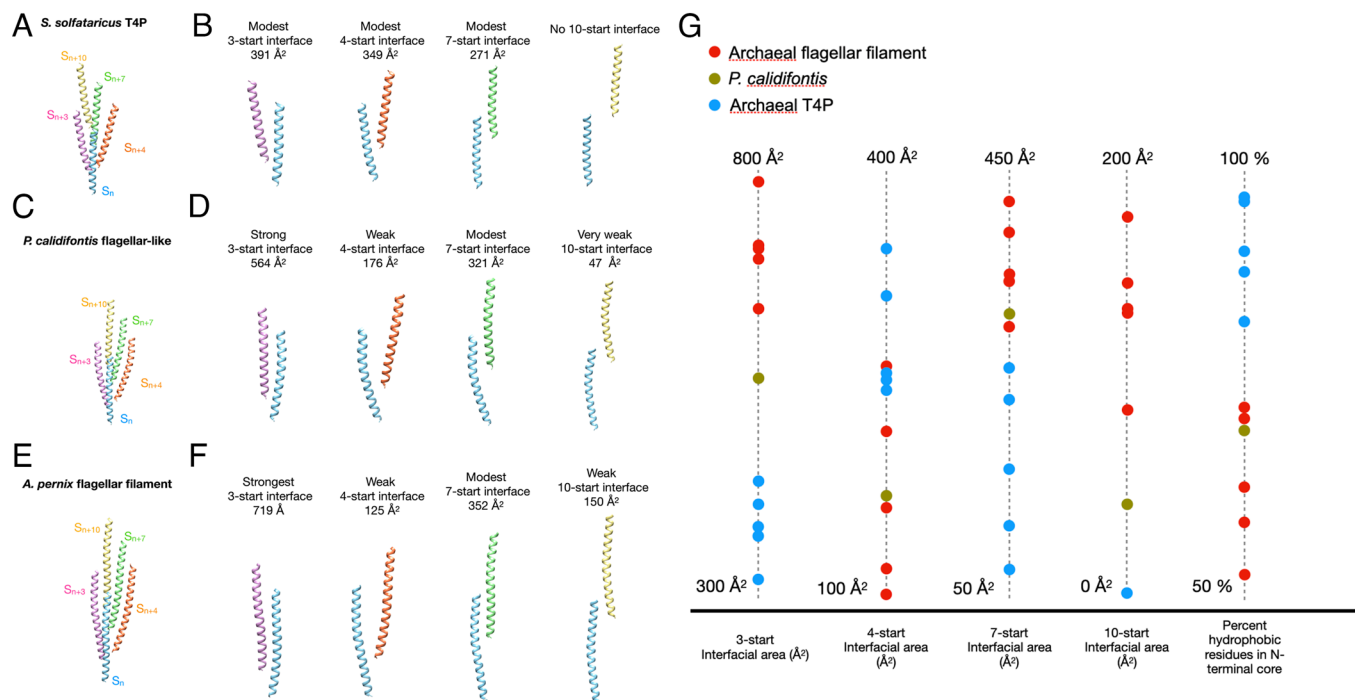 A
S. solfataricus T4P
Sn+10
Sn+7
Sn+3
Sn+4
Sn
B
Modest
3-start interface
391 Å²
Modest
4-start interface
349 Å²
Modest
7-start interface
271 Å²
No 10-start interface
C
P. calidifontis flagellar-like
Sn+10
Sn+7
Sn+3
Sn+4
Sn
D
Strong
3-start interface
564 Å²
Weak
4-start interface
176 Å²
Modest
7-start interface
321 Å²
Very weak
10-start interface
47 Å²
E
A. pernix flagellar filament
Sn+10
Sn+7
Sn+3
Sn+4
Sn
F
Strongest
3-start interface
719 Å
Weak
4-start interface
125 Å²
Modest
7-start interface
352 Å²
Weak
10-start interface
150 Å²
G
Archaeal flagellar filament
P. calidifontis
Archaeal T4P
800 Å²
400 Å²
450 Å²
200 Å²
100 %
300 Å²
100 Å²
50 Å²
0 Å²
50 %
3-start
Interfacial area (Å²)
4-start
Interfacial area
(Å²)
7-start
Interfacial area
(Å²)
10-start
Interfacial area
(Å²)
Percent
hydrophobic
residues in N-
terminal core